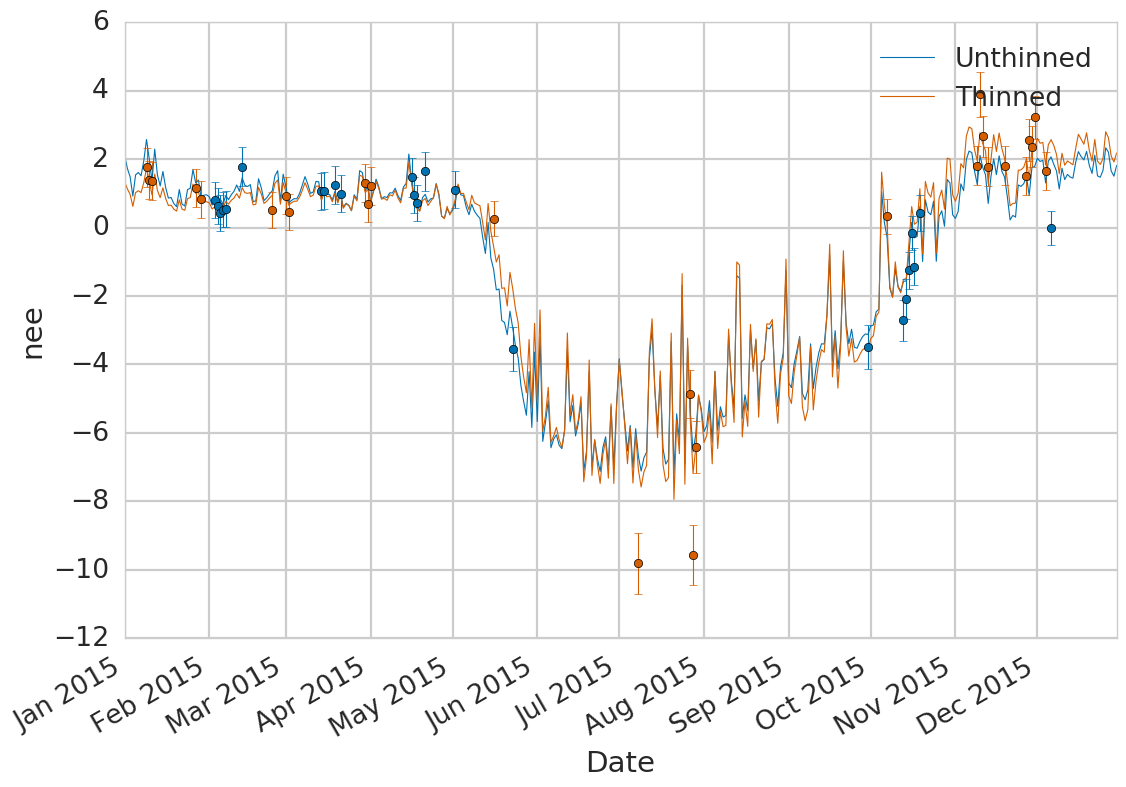 6
4
2
0
−2
−4
−6
−8
−10
−12
nee
Unthinned
Thinned
Jan 2015
Feb 2015
Mar 2015
Apr 2015
May 2015
Jun 2015
Jul 2015
Aug 2015
Sep 2015
Oct 2015
Nov 2015
Dec 2015
Date